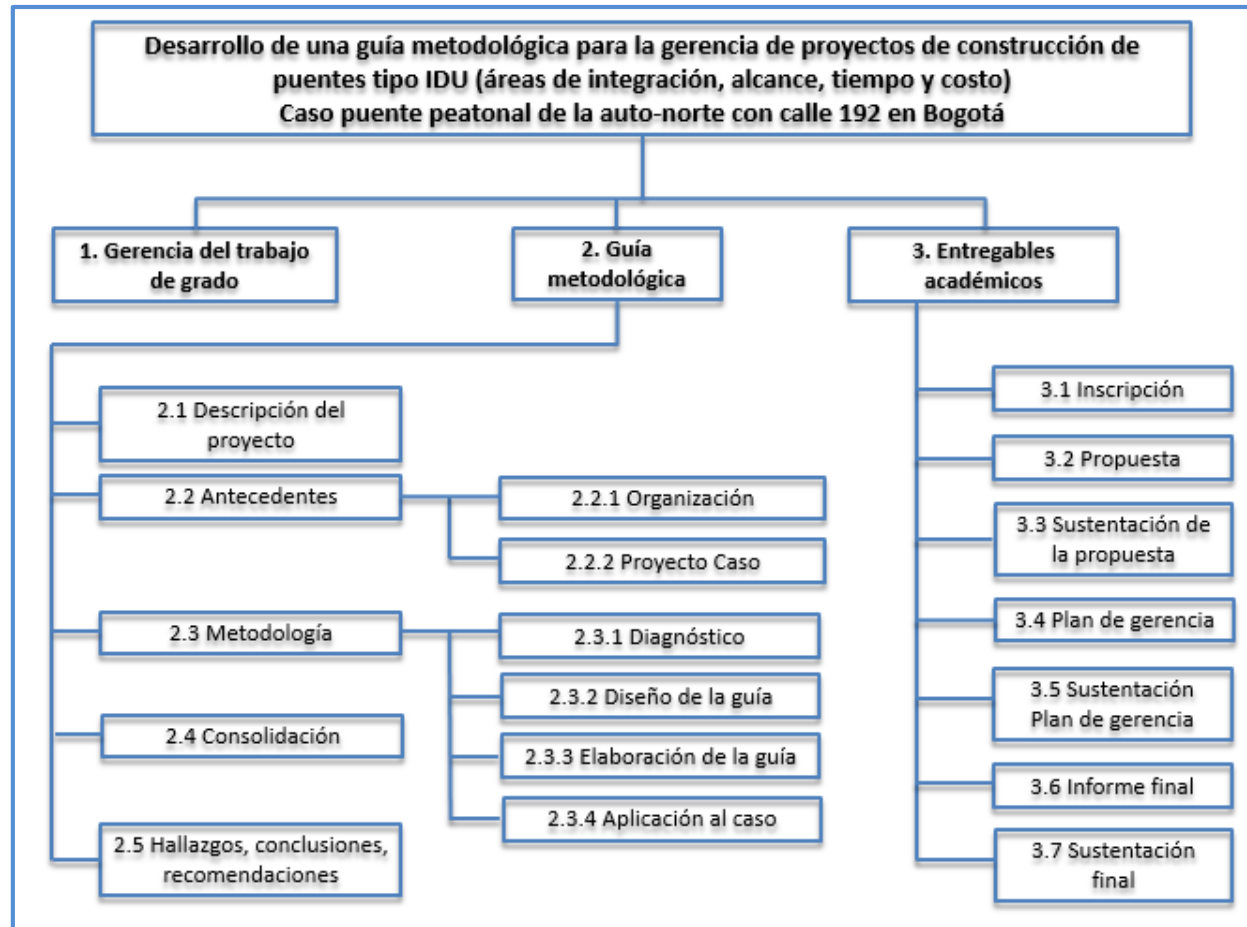 Desarrollo de una guía metodológica para la gerencia de proyectos de construcción de
puentes tipo IDU (áreas de integración, alcance, tiempo y costo)
Caso puente peatonal de la auto-norte con calle 192 en Bogotá
1. Gerencia del trabajo
de grado
2. Guía
metodológica
3. Entregables
académicos
2.1 Descripción del
proyecto
2.2 Antecedentes
2.2.1 Organización
2.2.2 Proyecto Caso
2.3 Metodología
2.3.1 Diagnóstico
2.3.2 Diseño de la guía
2.3.3 Elaboración de la guía
2.3.4 Aplicación al caso
2.4 Consolidación
2.5 Hallazgos, conclusiones,
recomendaciones
3.1 Inscripción
3.2 Propuesta
3.3 Sustentación de
la propuesta
3.4 Plan de gerencia
3.5 Sustentación
Plan de gerencia
3.6 Informe final
3.7 Sustentación
final